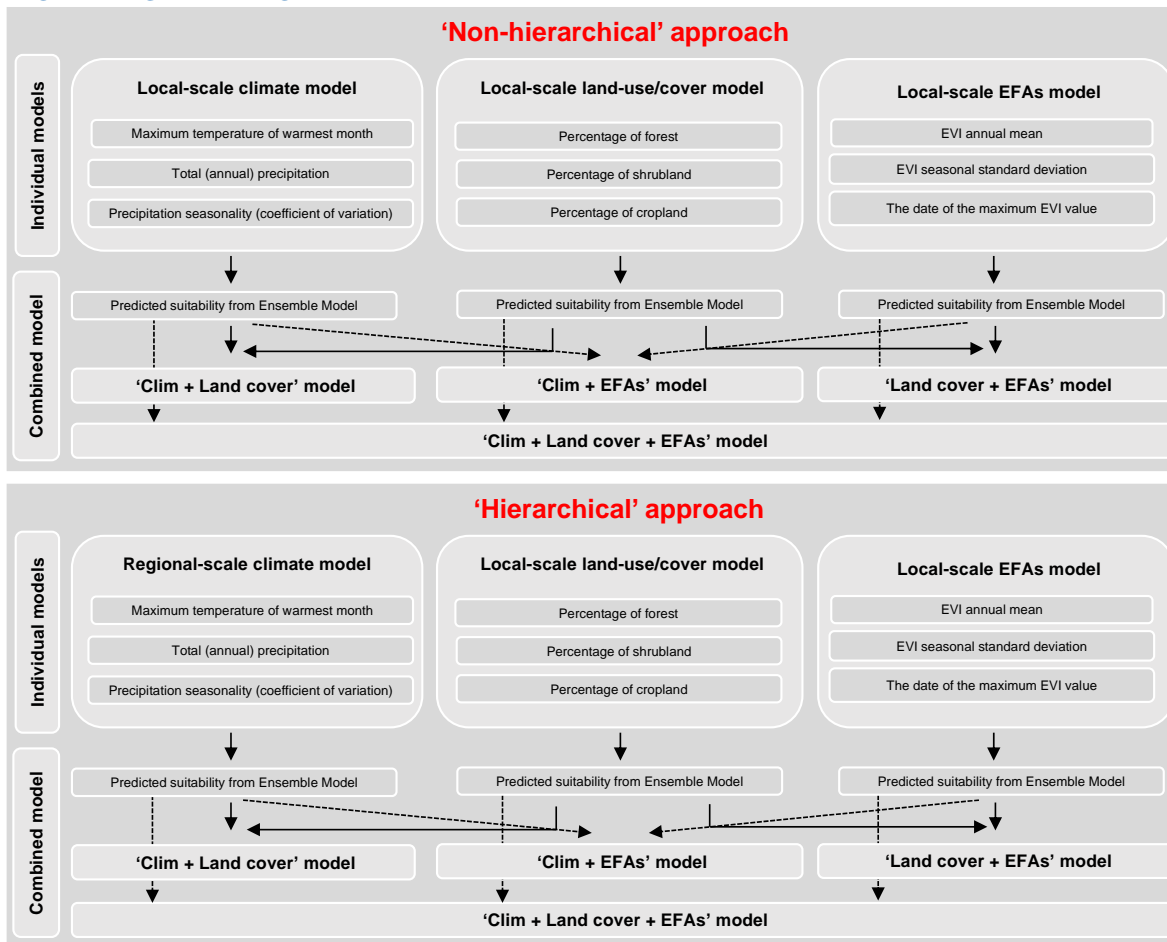 ‘Non-hierarchical’ approach
Individual models
Local-scale climate model
Maximum temperature of warmest month
Total (annual) precipitation
Precipitation seasonality (coefficient of variation)
Local-scale land-use/cover model
Percentage of forest
Percentage of shrubland
Percentage of cropland
Local-scale EFAs model
EVI annual mean
EVI seasonal standard deviation
The date of the maximum EVI value
Combined model
Predicted suitability from Ensemble Model
Predicted suitability from Ensemble Model
Predicted suitability from Ensemble Model
‘Clim + Land cover’ model
‘Clim + EFAs’ model
‘Land cover + EFAs’ model
‘Clim + Land cover + EFAs’ model
‘Hierarchical’ approach
Individual models
Regional-scale climate model
Maximum temperature of warmest month
Total (annual) precipitation
Precipitation seasonality (coefficient of variation)
Local-scale land-use/cover model
Percentage of forest
Percentage of shrubland
Percentage of cropland
Local-scale EFAs model
EVI annual mean
EVI seasonal standard deviation
The date of the maximum EVI value
Combined model
Predicted suitability from Ensemble Model
Predicted suitability from Ensemble Model
Predicted suitability from Ensemble Model
‘Clim + Land cover’ model
‘Clim + EFAs’ model
‘Land cover + EFAs’ model
‘Clim + Land cover + EFAs’ model